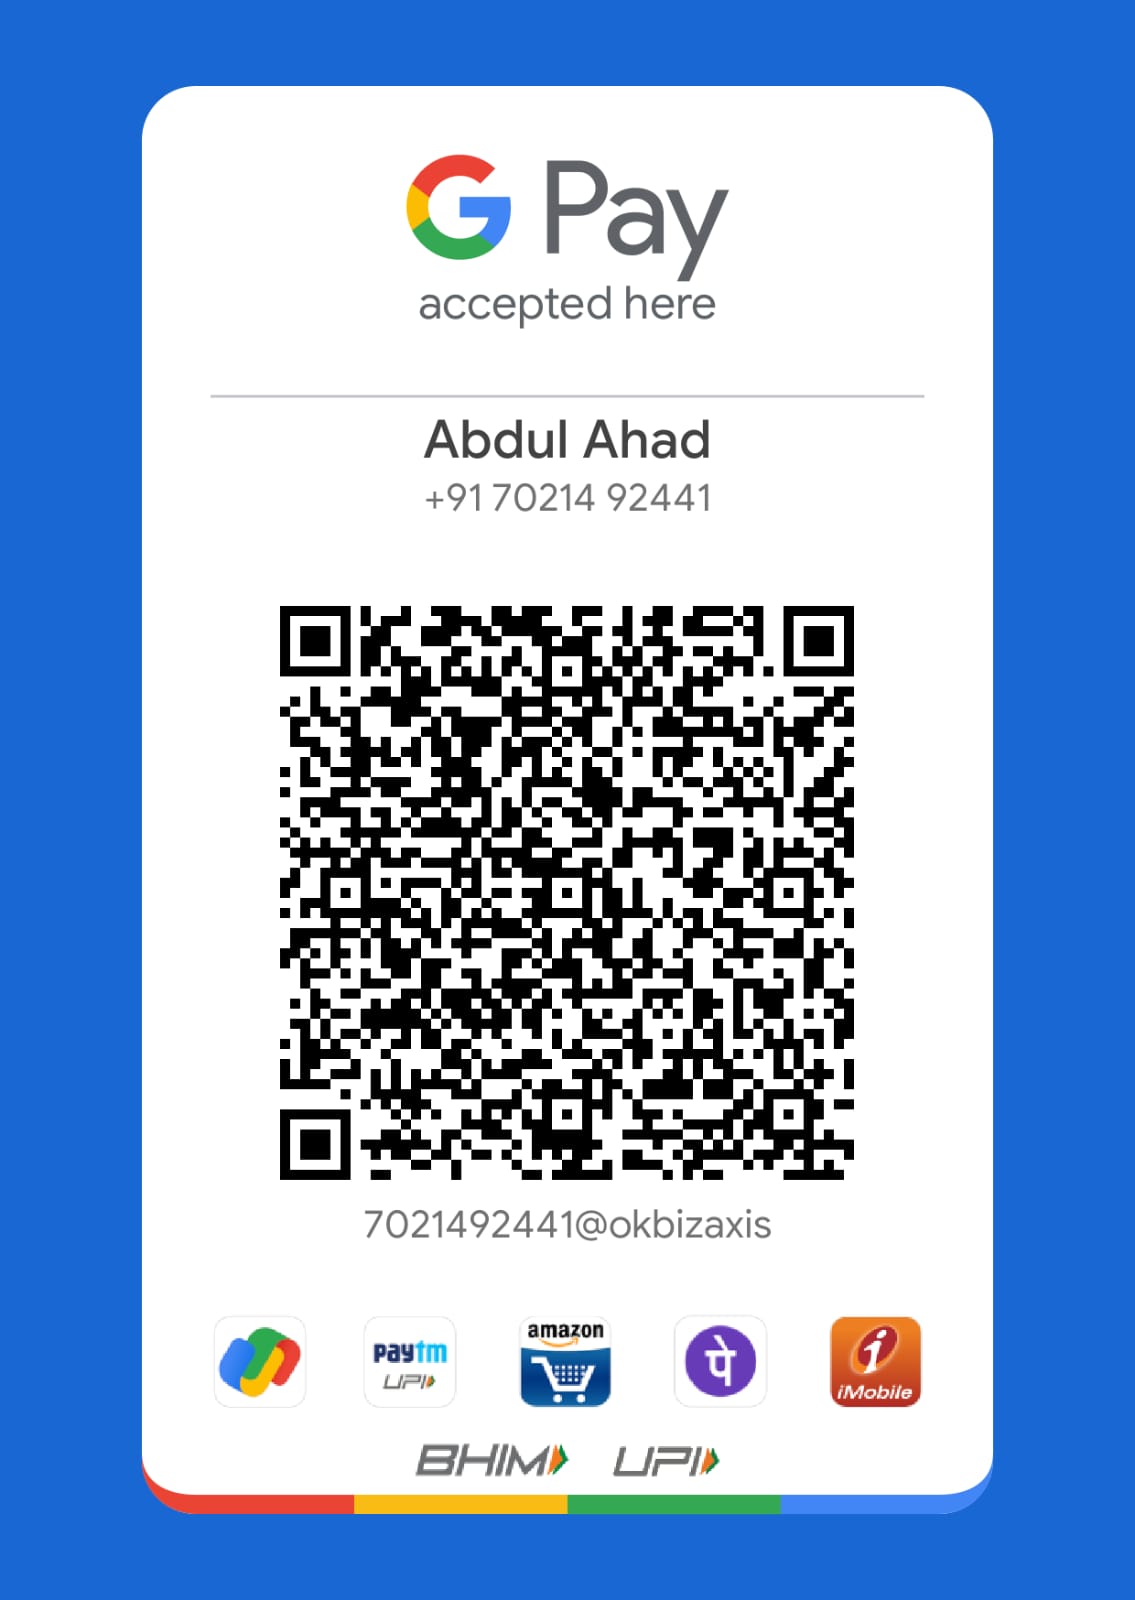 G Pay
accepted here
Abdul Ahad
+91 70214 92441
7021492441@okbizaxis
paytm
UPI
amazon
पे
i
iMobile
BHIM UPI